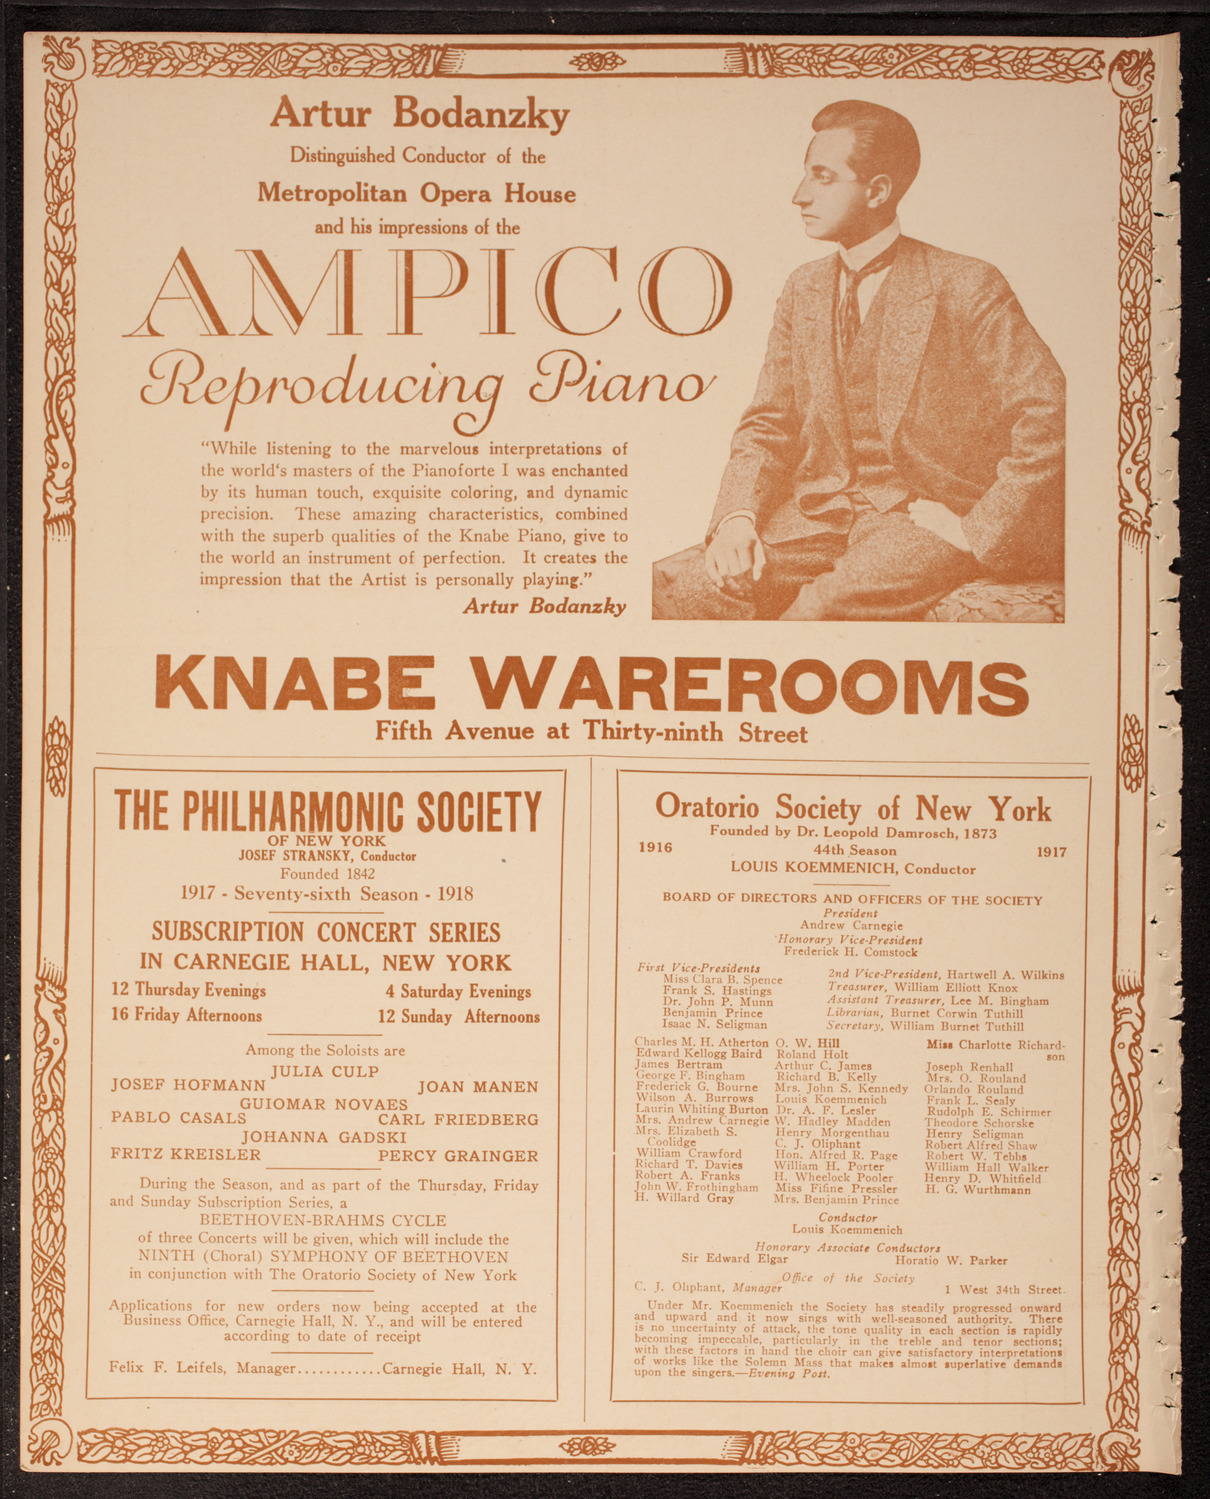 Artur Bodanzky
Distinguished Conductor of the
Metropolitan Opera House
and his impressions of the
AMPICO
Reproducing Piano
“While listening to the marvelous interpretations of
the world's masters of the Pianoforte I was enchanted
by its human touch, exquisite coloring, and dynamic
precision. These amazing characteristics, combined
with the superb qualities of the Knabe Piano, give to
the world an instrument of perfection. It creates the
impression that the Artist is personally playing.”
Artur Bodanzky
KNABE WAREROOMS
Fifth Avenue at Thirty-ninth Street
THE PHILHARMONIC SOCIETY
OF NEW YORK
JOSEF STRANSKY, Conductor
Founded 1842
1917 - Seventy-sixth Season - 1918
SUBSCRIPTION CONCERT SERIES
IN CARNEGIE HALL, NEW YORK
12 Thursday Evenings 4 Saturday Evenings
16 Friday Afternoons 12 Sunday Afternoons
Among the Soloists are
JULIA CULP
JOSEF HOFMANN JOAN MANEN
GUIOMAR NOVAES
PABLO CASALS CARL FRIEDBERG
JOHANNA GADSKI
FRITZ KREISLER PERCY GRAINGER
During the Season, and as part of the Thursday, Friday
and Sunday Subscription Series, a
BEETHOVEN-BRAHMS CYCLE
of three Concerts will be given, which will include the
NINTH (Choral) SYMPHONY OF BEETHOVEN
in conjunction with The Oratorio Society of New York
Applications for new orders now being accepted at the
Business Office, Carnegie Hall, N. Y., and will be entered
according to date of receipt
Felix F. Leifels, Manager............Carnegie Hall, N. Y.
Oratorio Society of New York
Founded by Dr. Leopold Damrosch, 1873
1916 44th Season 1917
LOUIS KOEMMENICH, Conductor
BOARD OF DIRECTORS AND OFFICERS OF THE SOCIETY
President
Andrew Carnegie
Honorary Vice-President
Frederick H. Comstock
First Vice-Presidents
Miss Clara B. Spence
Frank S. Hastings
Dr. John P. Munn
Benjamin Prince
Isaac N. Seligman
2nd Vice-President, Hartwell A. Wilkins
Treasurer, William Elliott Knox
Assistant Treasurer, Lee M. Bingham
Librarian, Burnet Corwin Tuthill
Secretary, William Burnet Tuthill
Charles M. H. Atherton
Edward Kellogg Baird
James Bertram
George F. Bingham
Frederick G. Bourne
Wilson A. Burrows
Laurin Whiting Burton
Mrs. Andrew Carnegie
Mrs. Elizabeth S.
Coolidge
William Crawford
Richard T. Davies
Robert A. Franks
John W. Frothingham
H. Willard Gray
O. W. Hill
Roland Holt
Arthur C. James
Richard B. Kelly
Mrs. John S. Kennedy
Louis Koemmenich
Dr. A. F. Lesler
W. Hadley Madden
Henry Morgenthau
C. J. Oliphant
Hon. Alfred R. Page
William H. Porter
H. Wheelock Pooler
Miss Fifine Pressler
Mrs. Benjamin Prince
Miss Charlotte Richard-
son
Joseph Renhall
Mrs. O. Rouland
Orlando Rouland
Frank L. Sealy
Rudolph E. Schirmer
Theodore Schorske
Henry Seligman
Robert Alfred Shaw
Robert W. Tebbs
William Hall Walker
Henry D. Whitfield
H. G. Wurthmann
Conductor
Louis Koemmenich
Honorary Associate Conductors
Sir Edward Elgar Horatio W. Parker
Office of the Society
C. J. Oliphant, Manager 1 West 34th Street.
Under Mr. Koemmenich the Society has steadily progressed onward
and upward and it now sings with well-seasoned authority. There
is no uncertainty of attack, the tone quality in each section is rapidly
becoming impeccable, particularly in the treble and tenor sections;
with these factors in hand the choir can give satisfactory interpretations
of works like the Solemn Mass that makes almost superlative demands
upon the singers.—Evening Post.